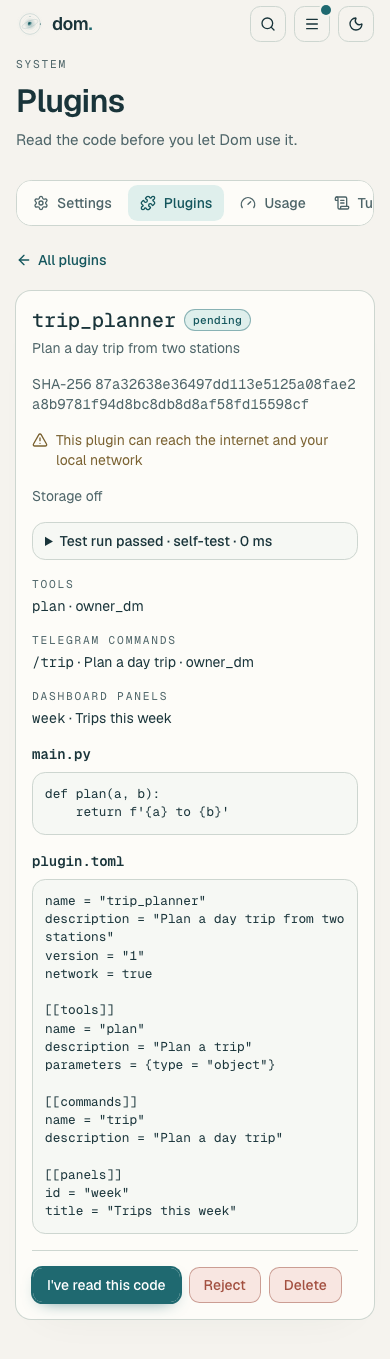 dom.
SYSTEM
Plugins
Read the code before you let Dom use it.
Settings
Plugins
Usage
Tu
← All plugins
trip_planner pending
Plan a day trip from two stations
SHA-256 87a32638e36497dd113e5125a08fae2
a8b9781f94d8bc8db8d8af58fd15598cf
This plugin can reach the internet and your
local network
Storage off
▶ Test run passed · self-test · 0 ms
TOOLS
plan · owner_dm
TELEGRAM COMMANDS
/trip · Plan a day trip · owner_dm
DASHBOARD PANELS
week · Trips this week
main.py
def plan(a, b):
    return f'{a} to {b}'
plugin.toml
name = "trip_planner"
description = "Plan a day trip from two
stations"
version = "1"
network = true
[[tools]]
name = "plan"
description = "Plan a trip"
parameters = {type = "object"}
[[commands]]
name = "trip"
description = "Plan a day trip"
[[panels]]
id = "week"
title = "Trips this week"
I've read this code
Reject
Delete